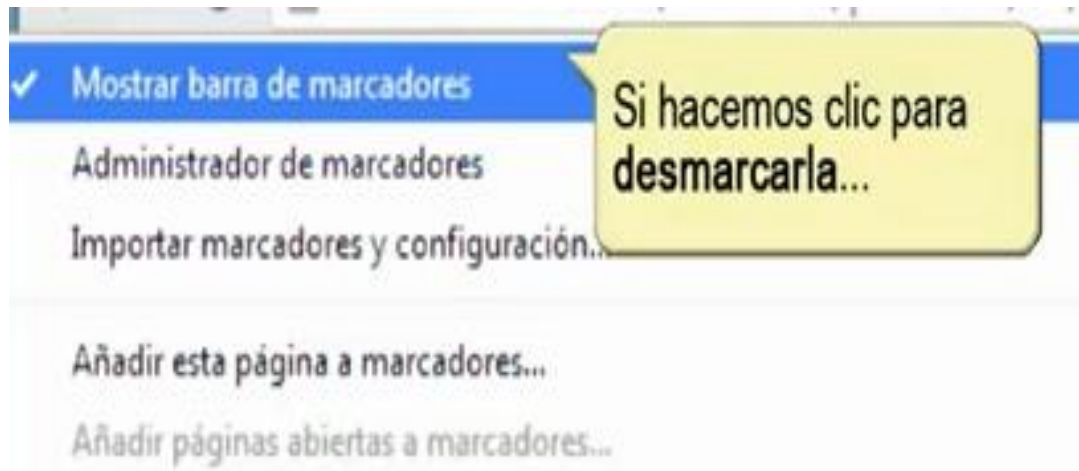 Mostrar barra de marcadores
Si hacemos clic para
desmarcarla...
Administrador de marcadores
Importar marcadores y configuración...
Añadir esta página a marcadores...
Añadir páginas abiertas a marcadores...